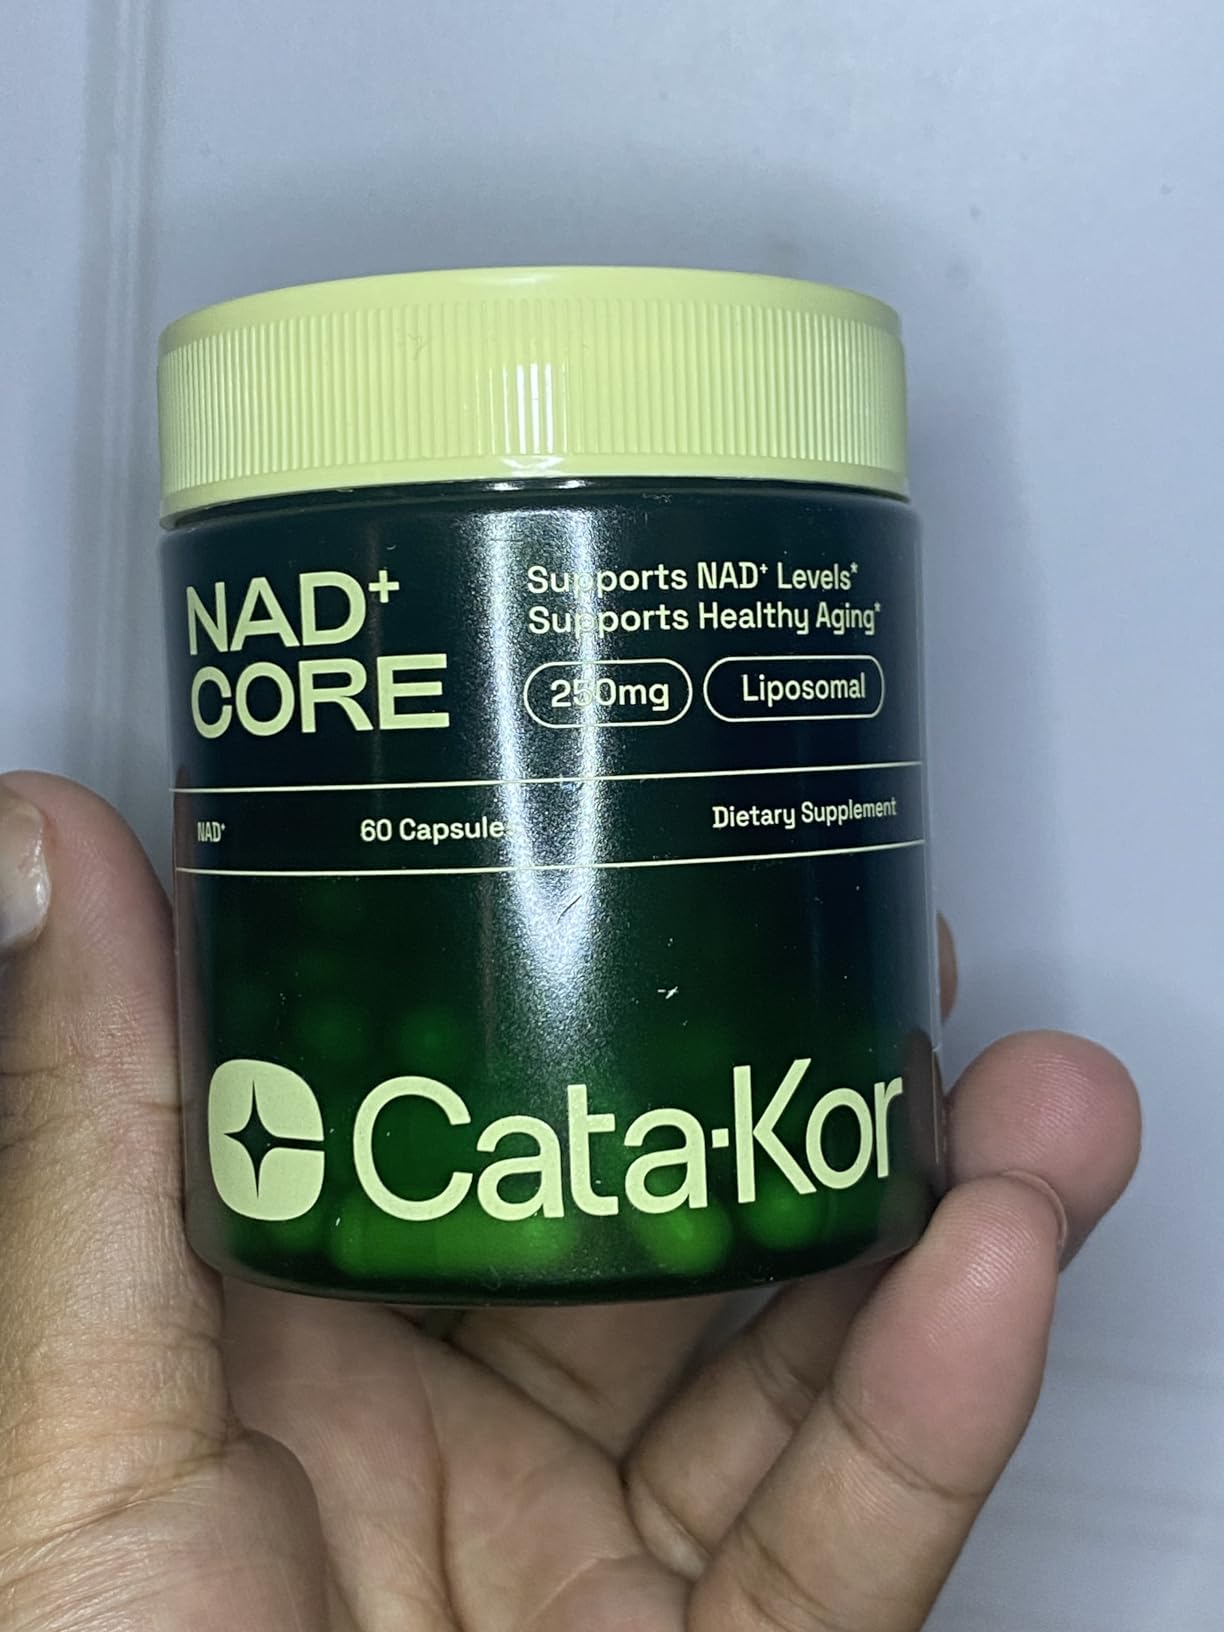 NAD+
CORE
Supports NAD+ Levels*
Supports Healthy Aging*
250mg
Liposomal
NAD+
60 Capsules
Dietary Supplement
Cata·Kor